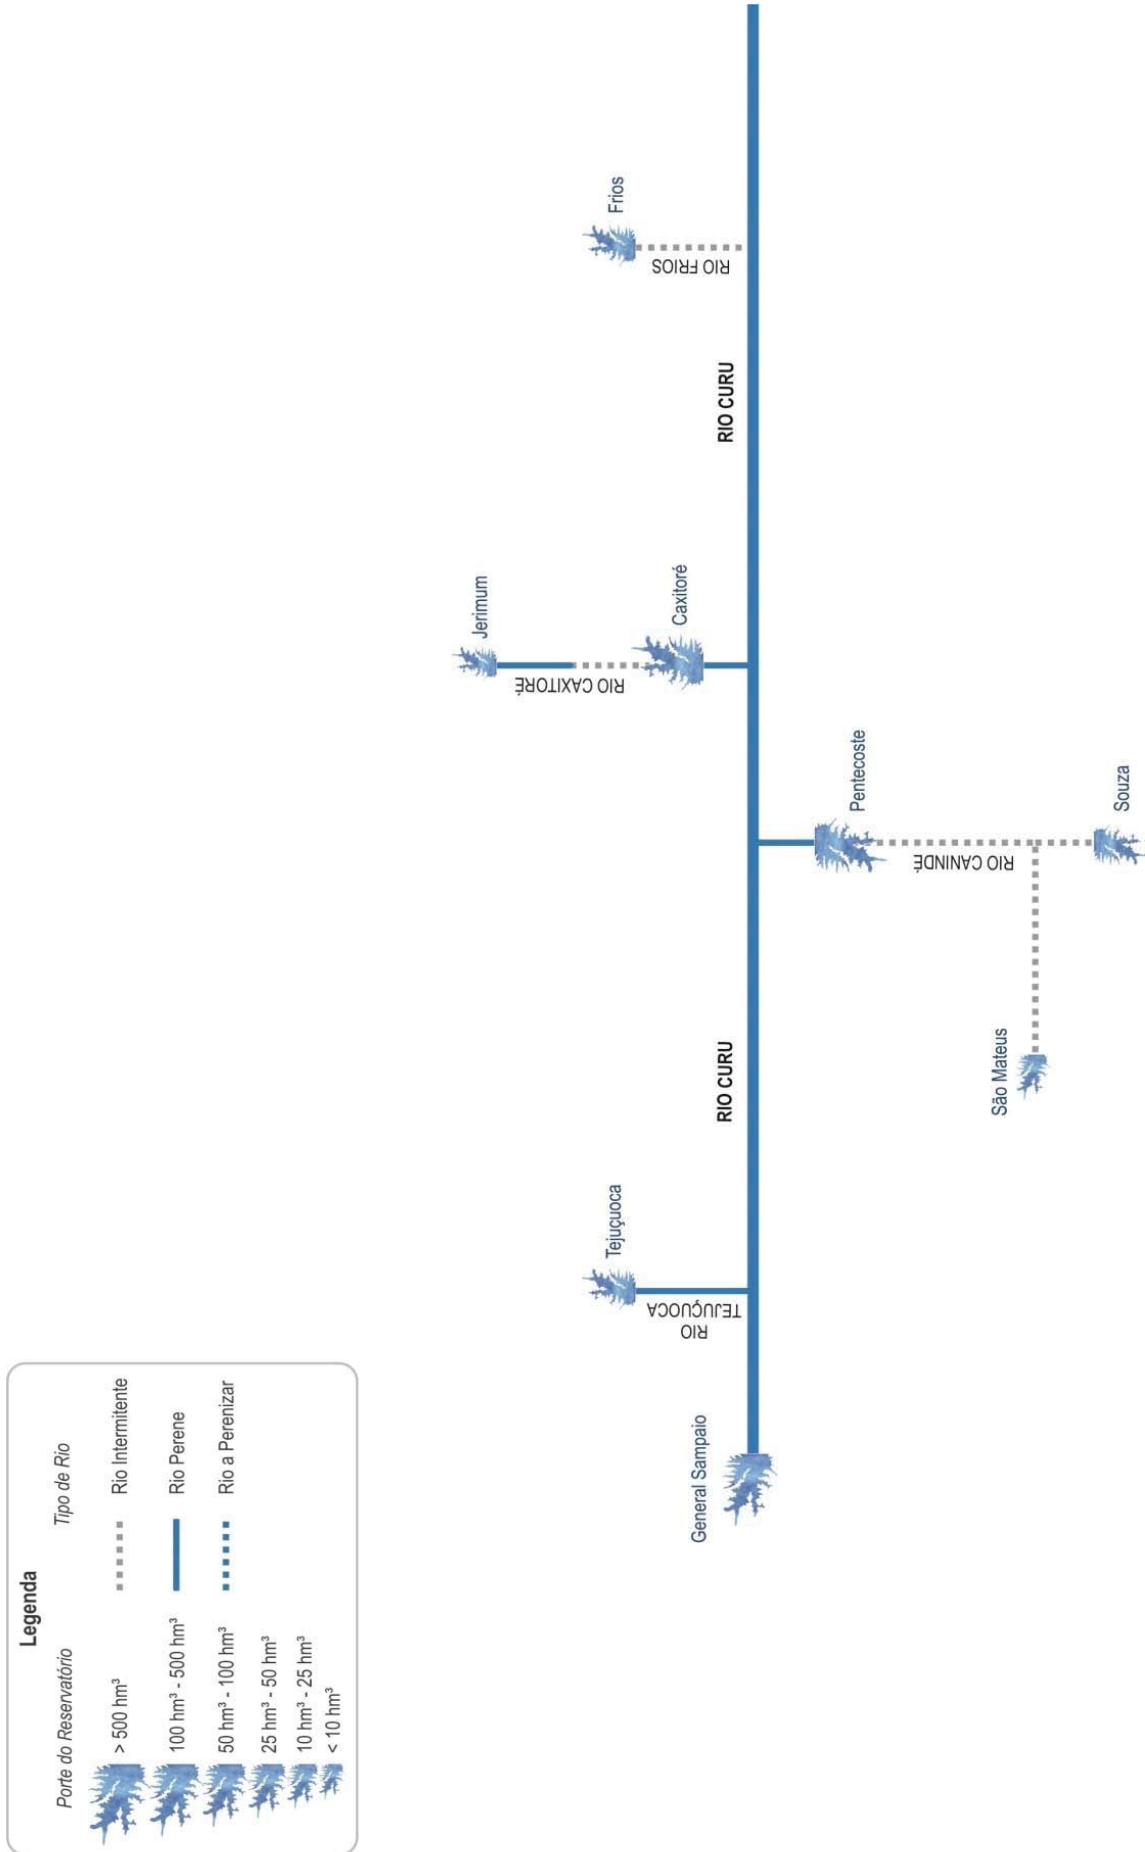 Legenda
Porte do Reservatório
Tipo de Rio
> 500 hm³
100 hm³ - 500 hm³
50 hm³ - 100 hm³
25 hm³ - 50 hm³
10 hm³ - 25 hm³
< 10 hm³
Rio Intermitente
Rio Perene
Rio a Perenizar
General Sampaio
RIO
TEJUÇUOCA
Tejuçuoca
RIO CURU
São Mateus
RIO CANINDÉ
Pentecoste
Souza
RIO CAXITORÉ
Jerimum
Caxitoré
RIO CURU
RIO FRIOS
Frios